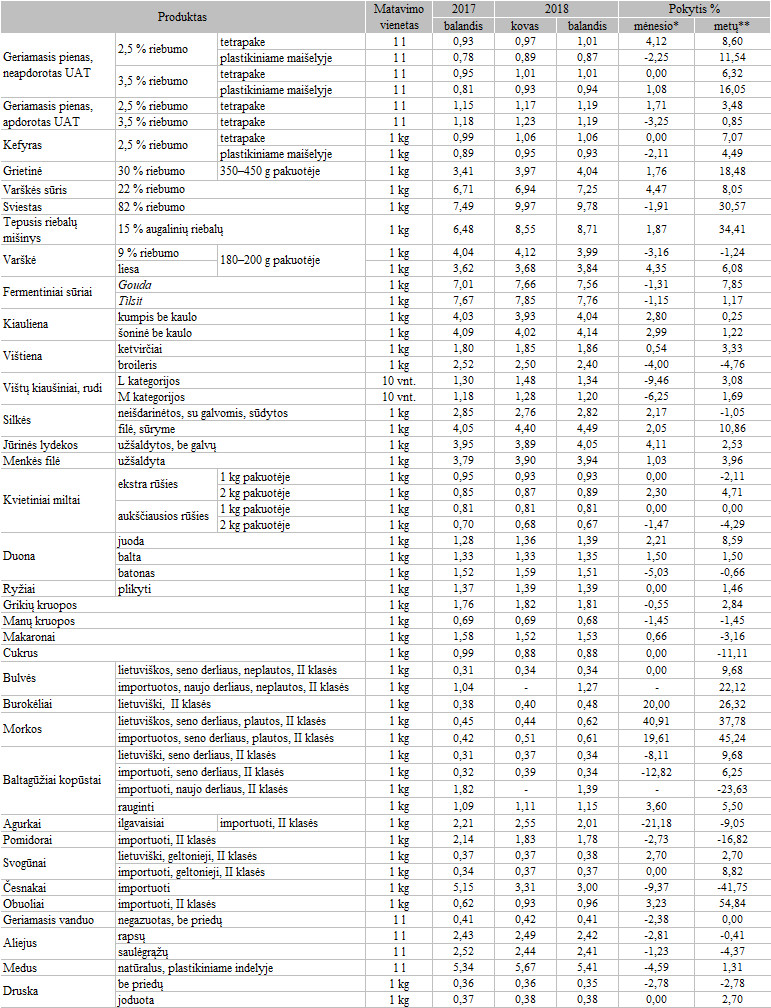 Produktas Matavimo vienetas 2017 2018 Pokytis %
balandis kovas balandis mėnesio* metų**
Geriamasis pienas, neapdorotas UAT 2,5 % riebumo tetrapake 1 l 0,93 0,97 1,01 4,12 8,60
plastikiniame maišelyje 1 l 0,78 0,89 0,87 -2,25 11,54
3,5 % riebumo tetrapake 1 l 0,95 1,01 1,01 0,00 6,32
plastikiniame maišelyje 1 l 0,81 0,93 0,94 1,08 16,05
Geriamasis pienas, apdorotas UAT 2,5 % riebumo tetrapake 1 l 1,15 1,17 1,19 1,71 3,48
3,5 % riebumo tetrapake 1 l 1,18 1,23 1,19 -3,25 0,85
Kefyras 2,5 % riebumo tetrapake 1 kg 0,99 1,06 1,06 0,00 7,07
plastikiniame maišelyje 1 kg 0,89 0,95 0,93 -2,11 4,49
Grietinė 30 % riebumo 350–450 g pakuotėje 1 kg 3,41 3,97 4,04 1,76 18,48
Varškės sūris 22 % riebumo 1 kg 6,71 6,94 7,25 4,47 8,05
Sviestas 82 % riebumo 1 kg 7,49 9,97 9,78 -1,91 30,57
Tepusis riebalų mišinys 15 % augalinių riebalų 1 kg 6,48 8,55 8,71 1,87 34,41
Varškė 9 % riebumo 180–200 g pakuotėje 1 kg 4,04 4,12 3,99 -3,16 -1,24
liesa 1 kg 3,62 3,68 3,84 4,35 6,08
Fermentiniai sūriai Gouda 1 kg 7,01 7,66 7,56 -1,31 7,85
Tilsit 1 kg 7,67 7,85 7,76 -1,15 1,17
Kiauliena kumpis be kaulo 1 kg 4,03 3,93 4,04 2,80 0,25
šoninė be kaulo 1 kg 4,09 4,02 4,14 2,99 1,22
Vištiena ketvirčiai 1 kg 1,80 1,85 1,86 0,54 3,33
broileris 1 kg 2,52 2,50 2,40 -4,00 -4,76
Vištų kiaušiniai, rudi L kategorijos 10 vnt. 1,30 1,48 1,34 -9,46 3,08
M kategorijos 10 vnt. 1,18 1,28 1,20 -6,25 1,69
Silkės neišdarinėtos, su galvomis, sūdytos 1 kg 2,85 2,76 2,82 2,17 -1,05
filė, sūryme 1 kg 4,05 4,40 4,49 2,05 10,86
Jūrinės lydekos užšaldytos, be galvų 1 kg 3,95 3,89 4,05 4,11 2,53
Menkės filė užšaldyta 1 kg 3,79 3,90 3,94 1,03 3,96
Kvietiniai miltai ekstra rūšies 1 kg pakuotėje 1 kg 0,95 0,93 0,93 0,00 -2,11
2 kg pakuotėje 1 kg 0,85 0,87 0,89 2,30 4,71
aukščiausios rūšies 1 kg pakuotėje 1 kg 0,81 0,81 0,81 0,00 0,00
2 kg pakuotėje 1 kg 0,70 0,68 0,67 -1,47 -4,29
Duona juoda 1 kg 1,28 1,36 1,39 2,21 8,59
balta 1 kg 1,33 1,33 1,35 1,50 1,50
batonas 1 kg 1,52 1,59 1,51 -5,03 -0,66
Ryžiai plikyti 1 kg 1,37 1,39 1,39 0,00 1,46
Grikių kruopos 1 kg 1,76 1,82 1,81 -0,55 2,84
Manų kruopos 1 kg 0,69 0,69 0,68 -1,45 -1,45
Makaronai 1 kg 1,58 1,52 1,53 0,66 -3,16
Cukrus 1 kg 0,99 0,88 0,88 0,00 -11,11
Bulvės lietuviškos, seno derliaus, neplautos, II klasės 1 kg 0,31 0,34 0,34 0,00 9,68
importuotos, naujo derliaus, neplautos, II klasės 1 kg 1,04 - 1,27 - 22,12
Burokėliai lietuviški, II klasės 1 kg 0,38 0,40 0,48 20,00 26,32
Morkos lietuviškos, seno derliaus, plautos, II klasės 1 kg 0,45 0,44 0,62 40,91 37,78
importuotos, seno derliaus, plautos, II klasės 1 kg 0,42 0,51 0,61 19,61 45,24
Baltagūžiai kopūstai lietuviški, seno derliaus, II klasės 1 kg 0,31 0,37 0,34 -8,11 9,68
importuoti, seno derliaus, II klasės 1 kg 0,32 0,39 0,34 -12,82 6,25
importuoti, naujo derliaus, II klasės 1 kg 1,82 - 1,39 - -23,63
rauginti 1 kg 1,09 1,11 1,15 3,60 5,50
Agurkai ilgavaisiai importuoti, II klasės 1 kg 2,21 2,55 2,01 -21,18 -9,05
Pomidorai importuoti, II klasės 1 kg 2,14 1,83 1,78 -2,73 -16,82
Svogūnai lietuviški, geltonieji, II klasės 1 kg 0,37 0,37 0,38 2,70 2,70
importuoti, geltonieji, II klasės 1 kg 0,34 0,37 0,37 0,00 8,82
Česnakai importuoti 1 kg 5,15 3,31 3,00 -9,37 -41,75
Obuoliai importuoti, II klasės 1 kg 0,62 0,93 0,96 3,23 54,84
Geriamasis vanduo negazuotas, be priedų 1 l 0,41 0,42 0,41 -2,38 0,00
Aliejus rapsų 1 l 2,43 2,49 2,42 -2,81 -0,41
saulėgrąžų 1 l 2,52 2,44 2,41 -1,23 -4,37
Medus natūralus, plastikiniame indelyje 1 l 5,34 5,67 5,41 -4,59 1,31
Druska be priedų 1 kg 0,36 0,36 0,35 -2,78 -2,78
joduota 1 kg 0,37 0,38 0,38 0,00 2,70